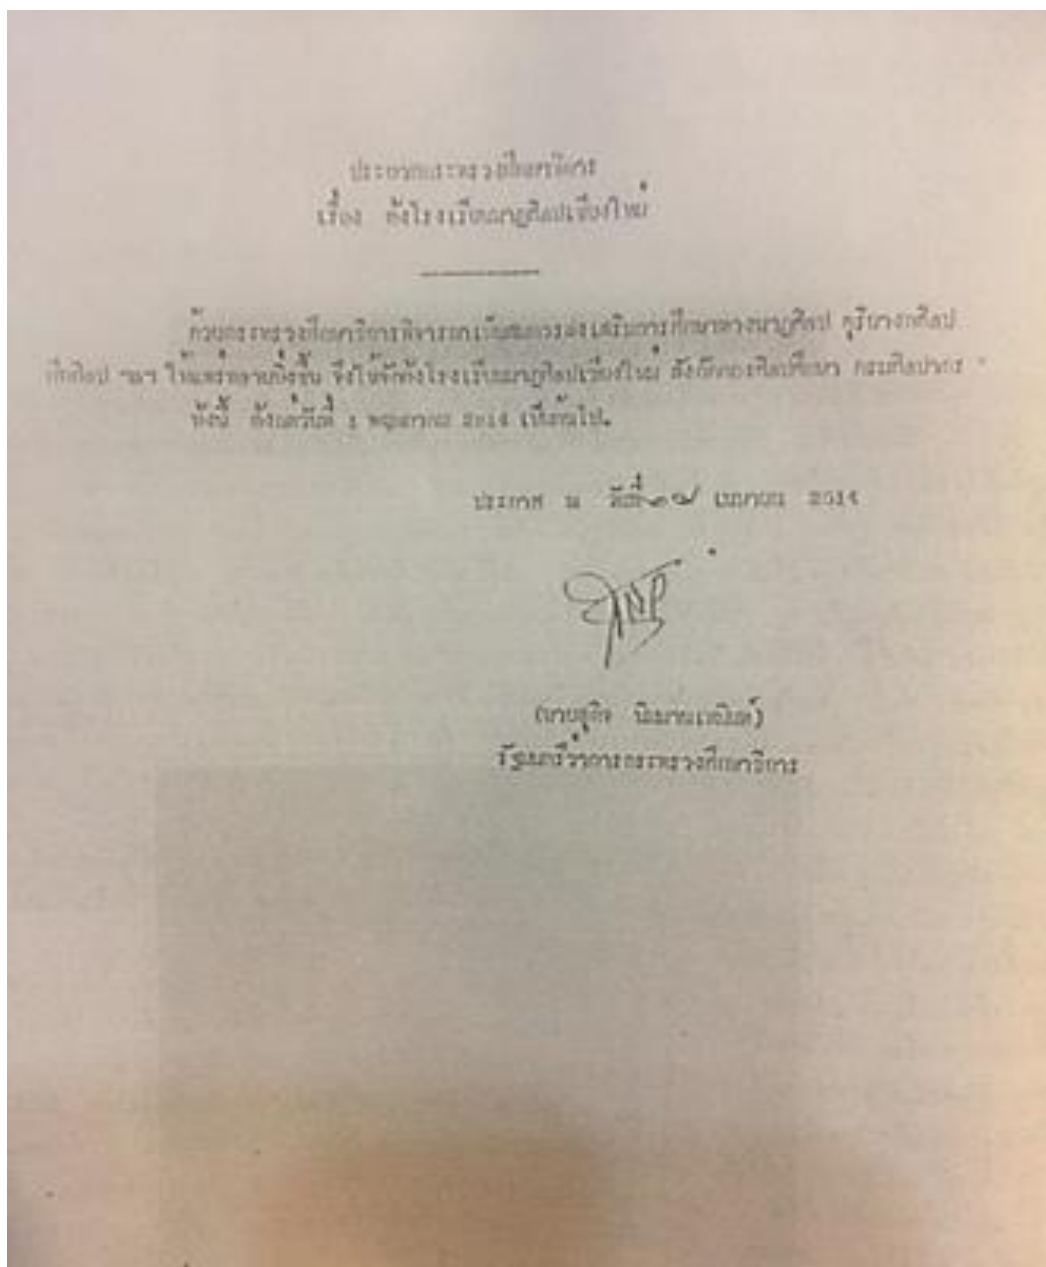 ประกาศกระทรวงศึกษาธิการ
เรื่อง ตั้งโรงเรียนนาฏศิลปเชียงใหม่
ด้วยกระทรวงศึกษาธิการพิจารณาเห็นสมควรส่งเสริมการศึกษาทางนาฏศิลป ดุริยางคศิลป
คีตศิลป ฯลฯ ให้แพร่หลายยิ่งขึ้น จึงให้จัดตั้งโรงเรียนนาฏศิลปเชียงใหม่ สังกัดกองศิลปศึกษา กรมศิลปากร
ทั้งนี้ ตั้งแต่วันที่ 1 พฤษภาคม 2514 เป็นต้นไป.
ประกาศ ณ วันที่ ๑๗ เมษายน 2514
(นายสุกิจ นิมมานเหมินท์)
รัฐมนตรีว่าการกระทรวงศึกษาธิการ